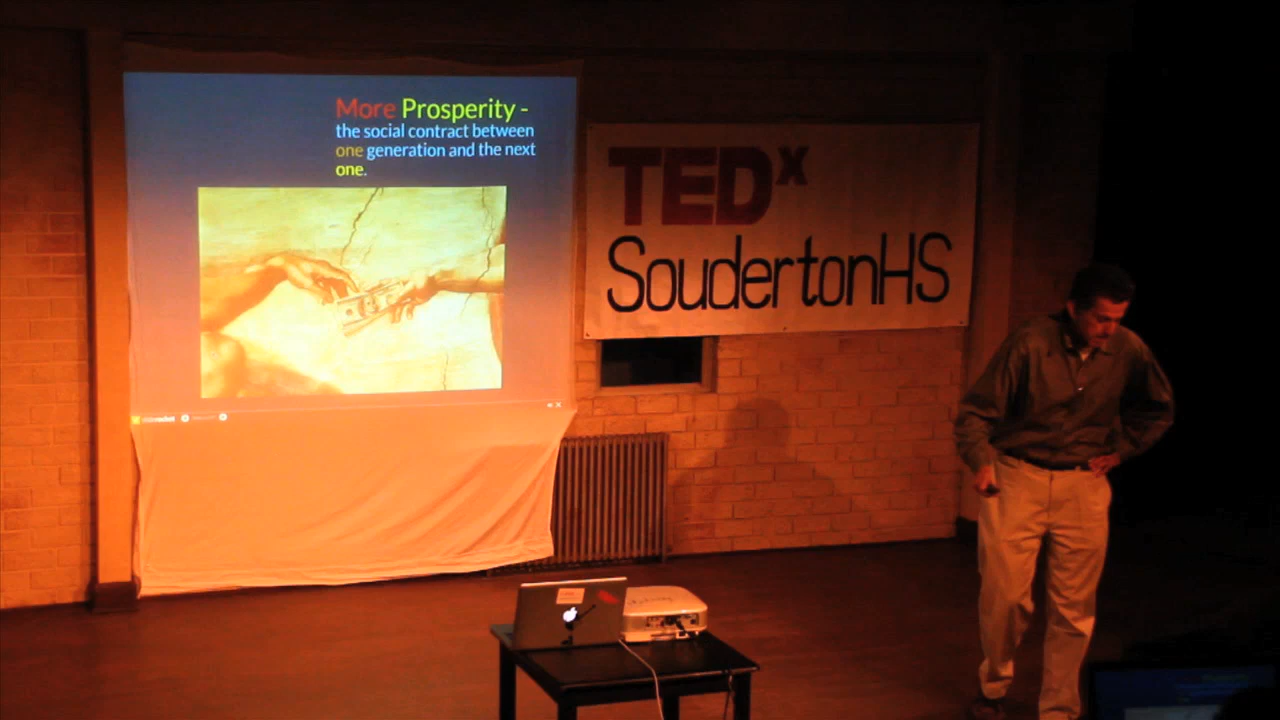 More Prosperity -
the social contract between
one generation and the next
one.
TEDx
SoudertonHS